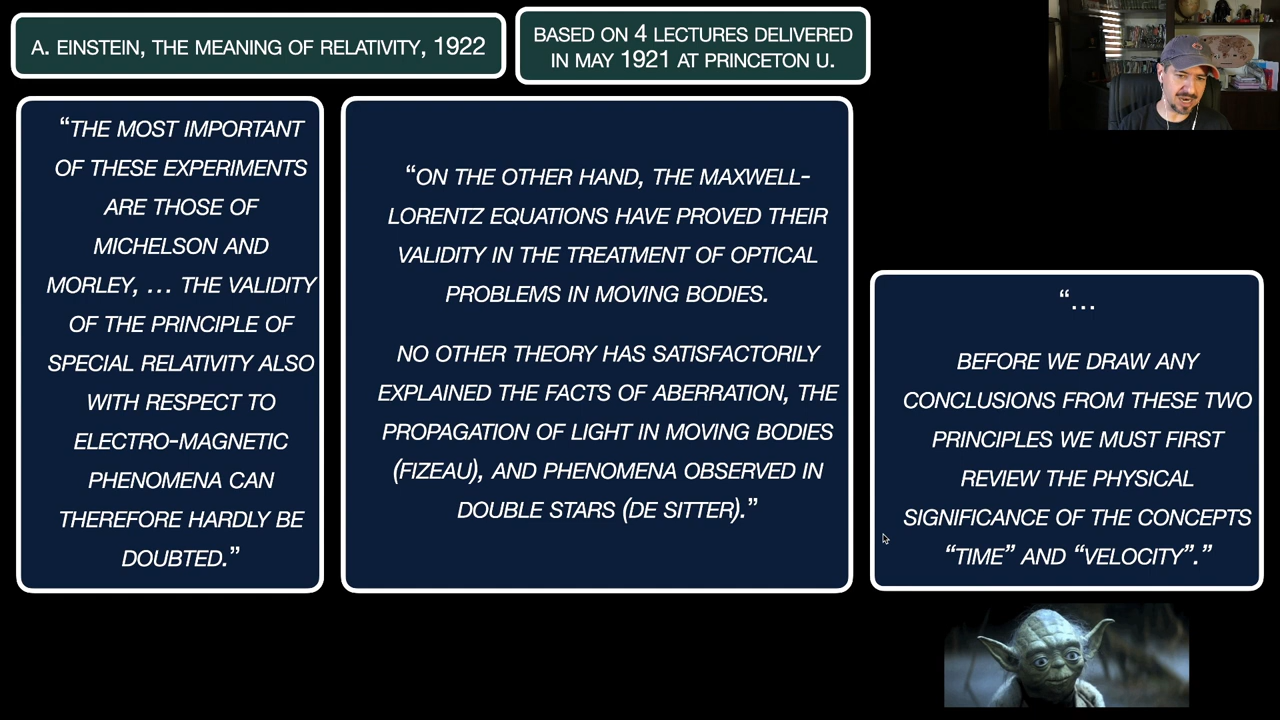 A. EINSTEIN, THE MEANING OF RELATIVITY, 1922
BASED ON 4 LECTURES DELIVERED
IN MAY 1921 AT PRINCETON U.
“THE MOST IMPORTANT
OF THESE EXPERIMENTS
ARE THOSE OF
MICHELSON AND
MORLEY, ... THE VALIDITY
OF THE PRINCIPLE OF
SPECIAL RELATIVITY ALSO
WITH RESPECT TO
ELECTRO-MAGNETIC
PHENOMENA CAN
THEREFORE HARDLY BE
DOUBTED.”
“ON THE OTHER HAND, THE MAXWELL-
LORENTZ EQUATIONS HAVE PROVED THEIR
VALIDITY IN THE TREATMENT OF OPTICAL
PROBLEMS IN MOVING BODIES.
NO OTHER THEORY HAS SATISFACTORILY
EXPLAINED THE FACTS OF ABERRATION, THE
PROPAGATION OF LIGHT IN MOVING BODIES
(FIZEAU), AND PHENOMENA OBSERVED IN
DOUBLE STARS (DE SITTER).”
“...
BEFORE WE DRAW ANY
CONCLUSIONS FROM THESE TWO
PRINCIPLES WE MUST FIRST
REVIEW THE PHYSICAL
SIGNIFICANCE OF THE CONCEPTS
“TIME” AND “VELOCITY”.”